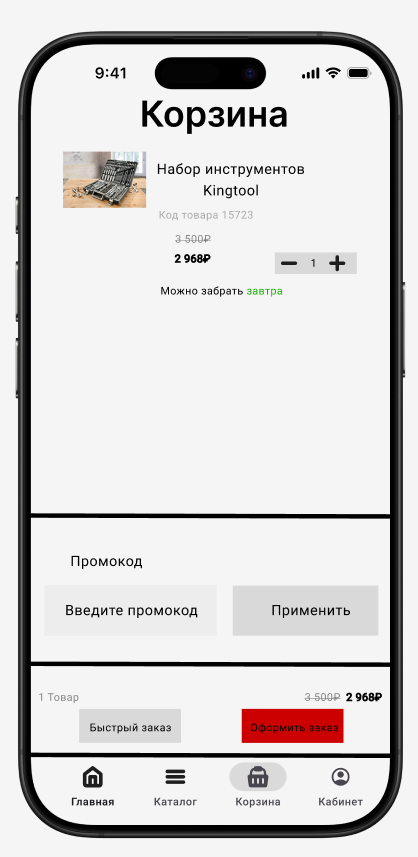 9:41
Корзина
Набор инструментов
Kingtool
Код товара 15723
3 500₽
2 968₽
1
Можно забрать завтра
Промокод
Введите промокод
Применить
1 Товар
3 500₽ 2 968₽
Быстрый заказ
Оформить заказ
Главная
Каталог
Корзина
Кабинет